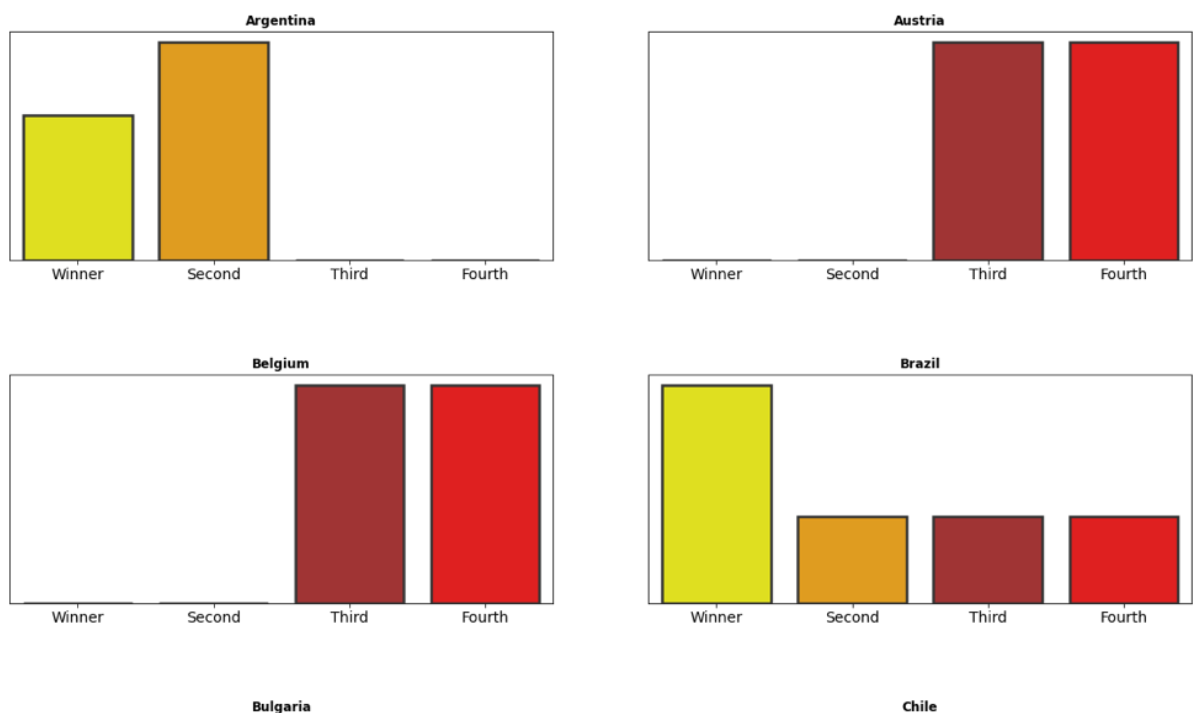 Argentina
Austria
Winner Second Third Fourth
Winner Second Third Fourth
Belgium
Brazil
Winner Second Third Fourth
Winner Second Third Fourth
Bulgaria
Chile